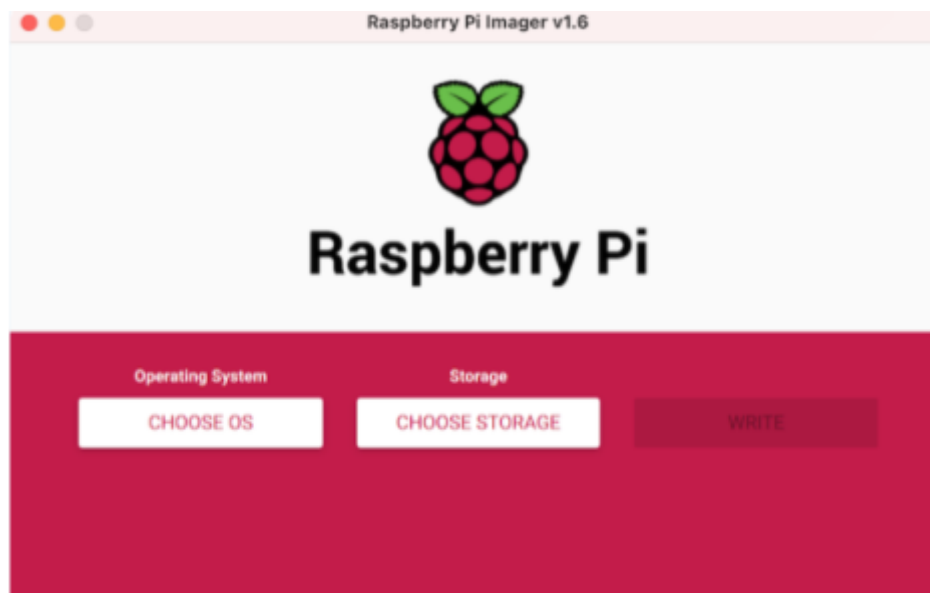 Raspberry Pi Imager v1.6
Raspberry Pi
Operating System
Storage
CHOOSE OS
CHOOSE STORAGE
WRITE